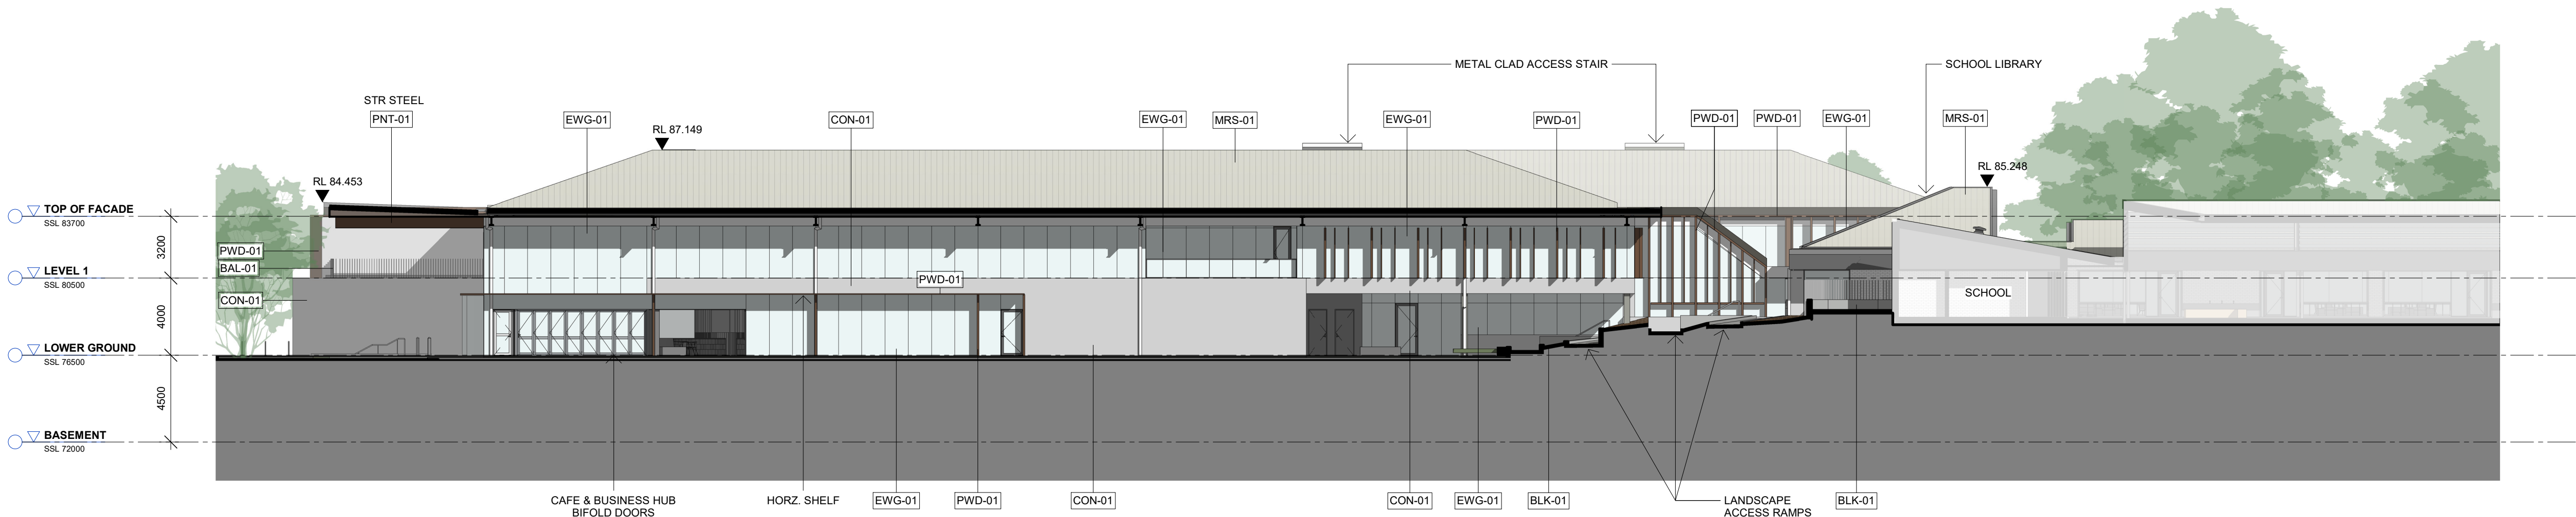 METAL CLAD ACCESS STAIR
SCHOOL LIBRARY
STR STEEL
PNT-01
EWG-01
CON-01
EWG-01
MRS-01
EWG-01
PWD-01
PWD-01
PWD-01
EWG-01
MRS-01
RL 87.149
RL 85.248
RL 84.453
TOP OF FACADE
SSL 83700
3200
PWD-01
BAL-01
LEVEL 1
SSL 80500
PWD-01
CON-01
SCHOOL
4000
LOWER GROUND
SSL 76500
4500
BASEMENT
SSL 72000
CAFE & BUSINESS HUB
BIFOLD DOORS
HORZ. SHELF
EWG-01
PWD-01
CON-01
CON-01
EWG-01
BLK-01
LANDSCAPE
ACCESS RAMPS
BLK-01